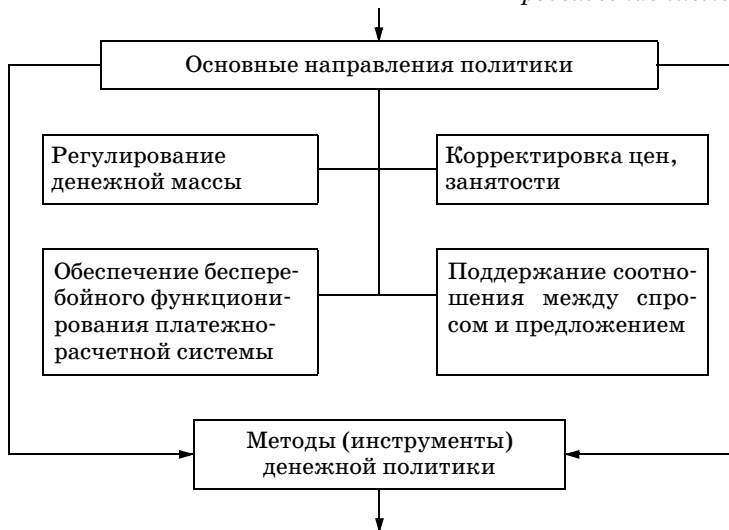 Основные направления политики
Регулирование
денежной массы
Корректировка цен,
занятости
Обеспечение беспере-
бойного функциони-
рования платежно-
расчетной системы
Поддержание соотно-
шения между спро-
сом и предложением
Методы (инструменты)
денежной политики